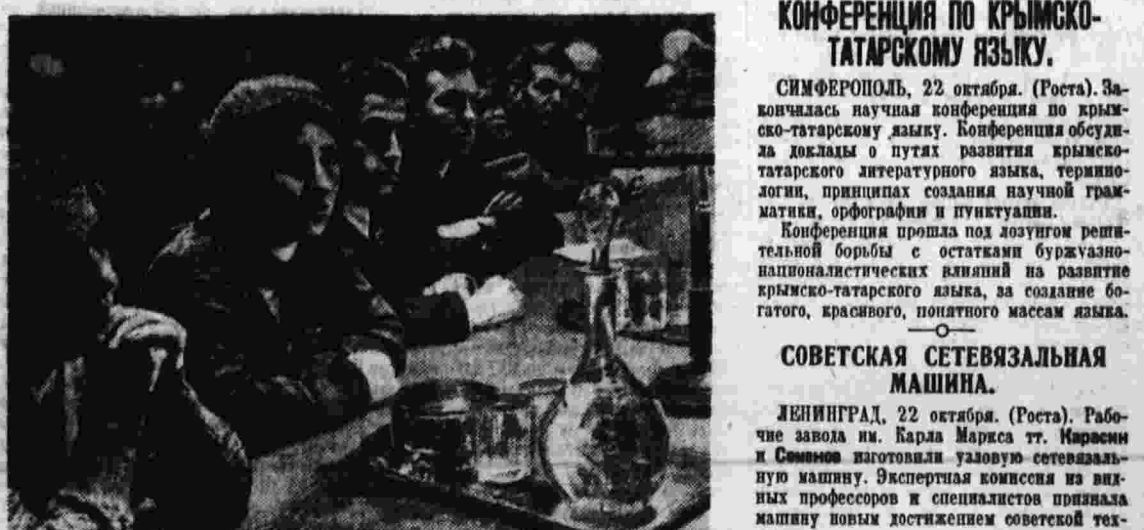 КОНФЕРЕНЦИЯ ПО КРЫМСКО-
ТАТАРСКОМУ ЯЗЫКУ.
СИМФЕРОПОЛЬ, 22 октября. (Роста). За-
кончилась научная конференция по крым-
ско-татарскому языку. Конференция обсуди-
ла доклады о путях развития крымско-
татарского литературного языка, термино-
логии, принципах создания научной грам-
матики, орфографии и пунктуации.
Конференция прошла под лозунгом реши-
тельной борьбы с остатками буржуазно-
националистических влияний на развитие
крымско-татарского языка, за создание бо-
гатого, красивого, понятного массам языка.
СОВЕТСКАЯ СЕТЕВЯЗАЛЬНАЯ
МАШИНА.
ЛЕНИНГРАД, 22 октября. (Роста). Рабо-
чие завода им. Карла Маркса тт. Карасин
и Семенов изготовили узловую сетевязаль-
ную машину. Экспертная комиссия из вид-
ных профессоров и специалистов признала
машину новым достижением советской тех-